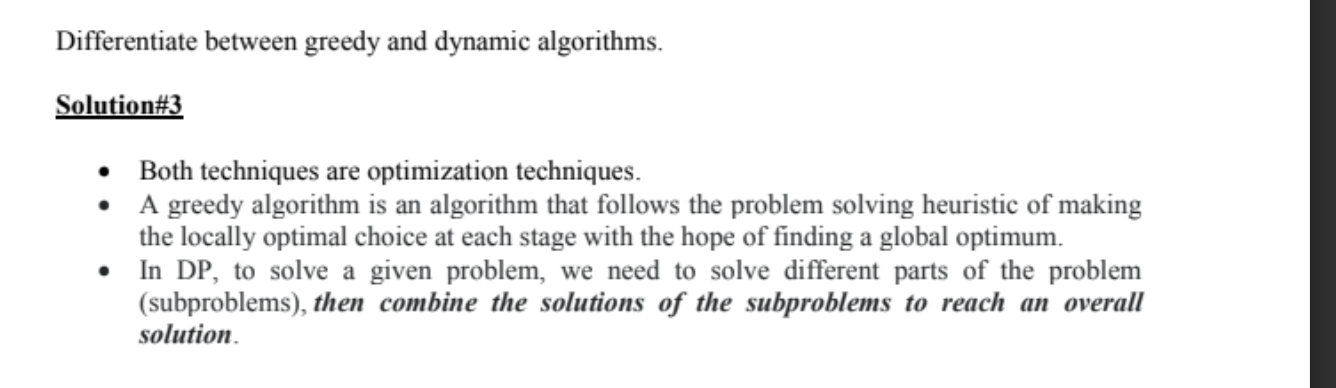 Differentiate between greedy and dynamic algorithms.
Solution#3
• Both techniques are optimization techniques.
• A greedy algorithm is an algorithm that follows the problem solving heuristic of making
the locally optimal choice at each stage with the hope of finding a global optimum.
• In DP, to solve a given problem, we need to solve different parts of the problem
(subproblems), then combine the solutions of the subproblems to reach an overall
solution.